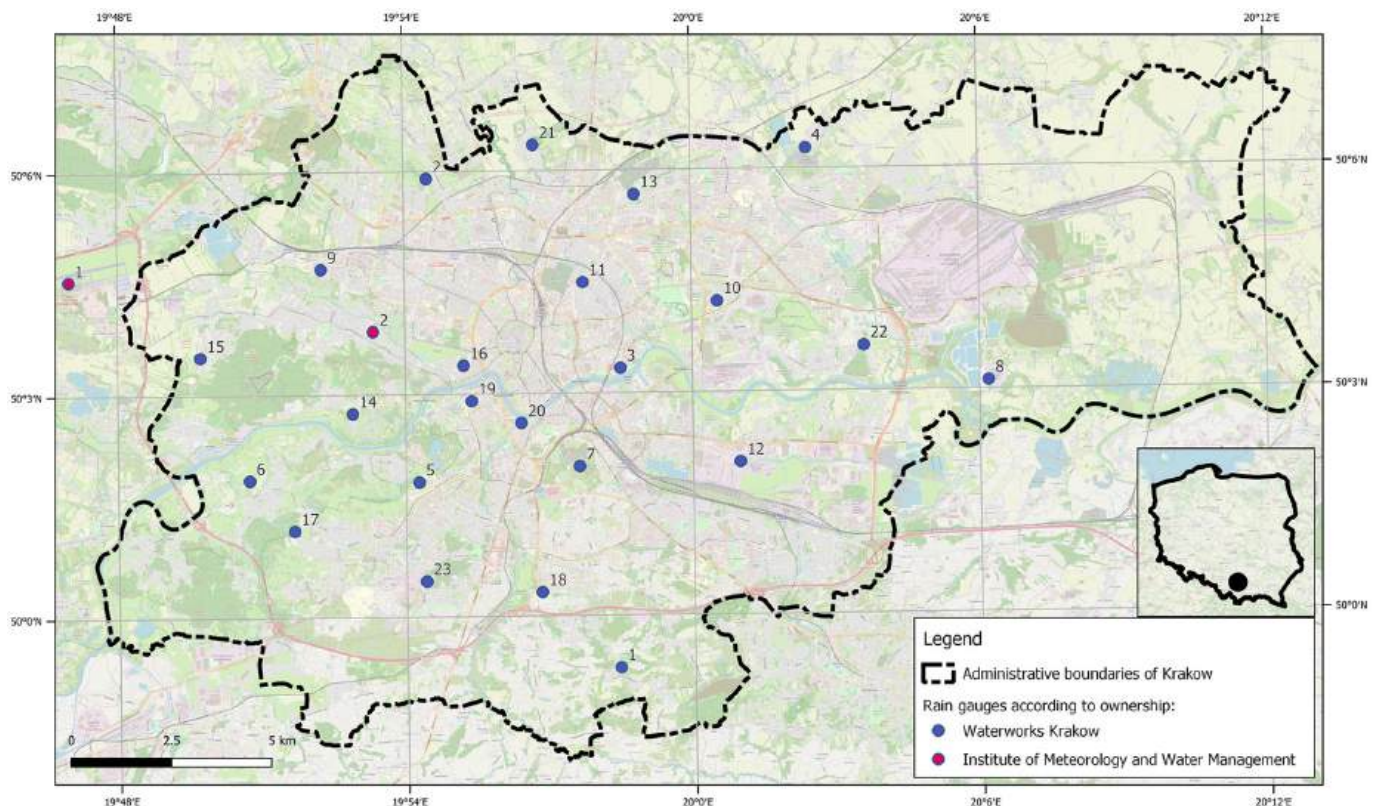 19°48'E 19°54'E 20°0'E 20°6'E 20°12'E
21
4
2
50°6'N
50°6'N
13
9
1
11
10
2
22
15
16
3
8
50°3'N
19
50°3'N
14
20
12
7
6
5
17
23
18
50°0'N
50°0'N
1
Legend
Administrative boundaries of Krakow
Rain gauges according to ownership:
Waterworks Krakow
Institute of Meteorology and Water Management
0 2.5 5 km
19°48'E 19°54'E 20°0'E 20°6'E 20°12'E